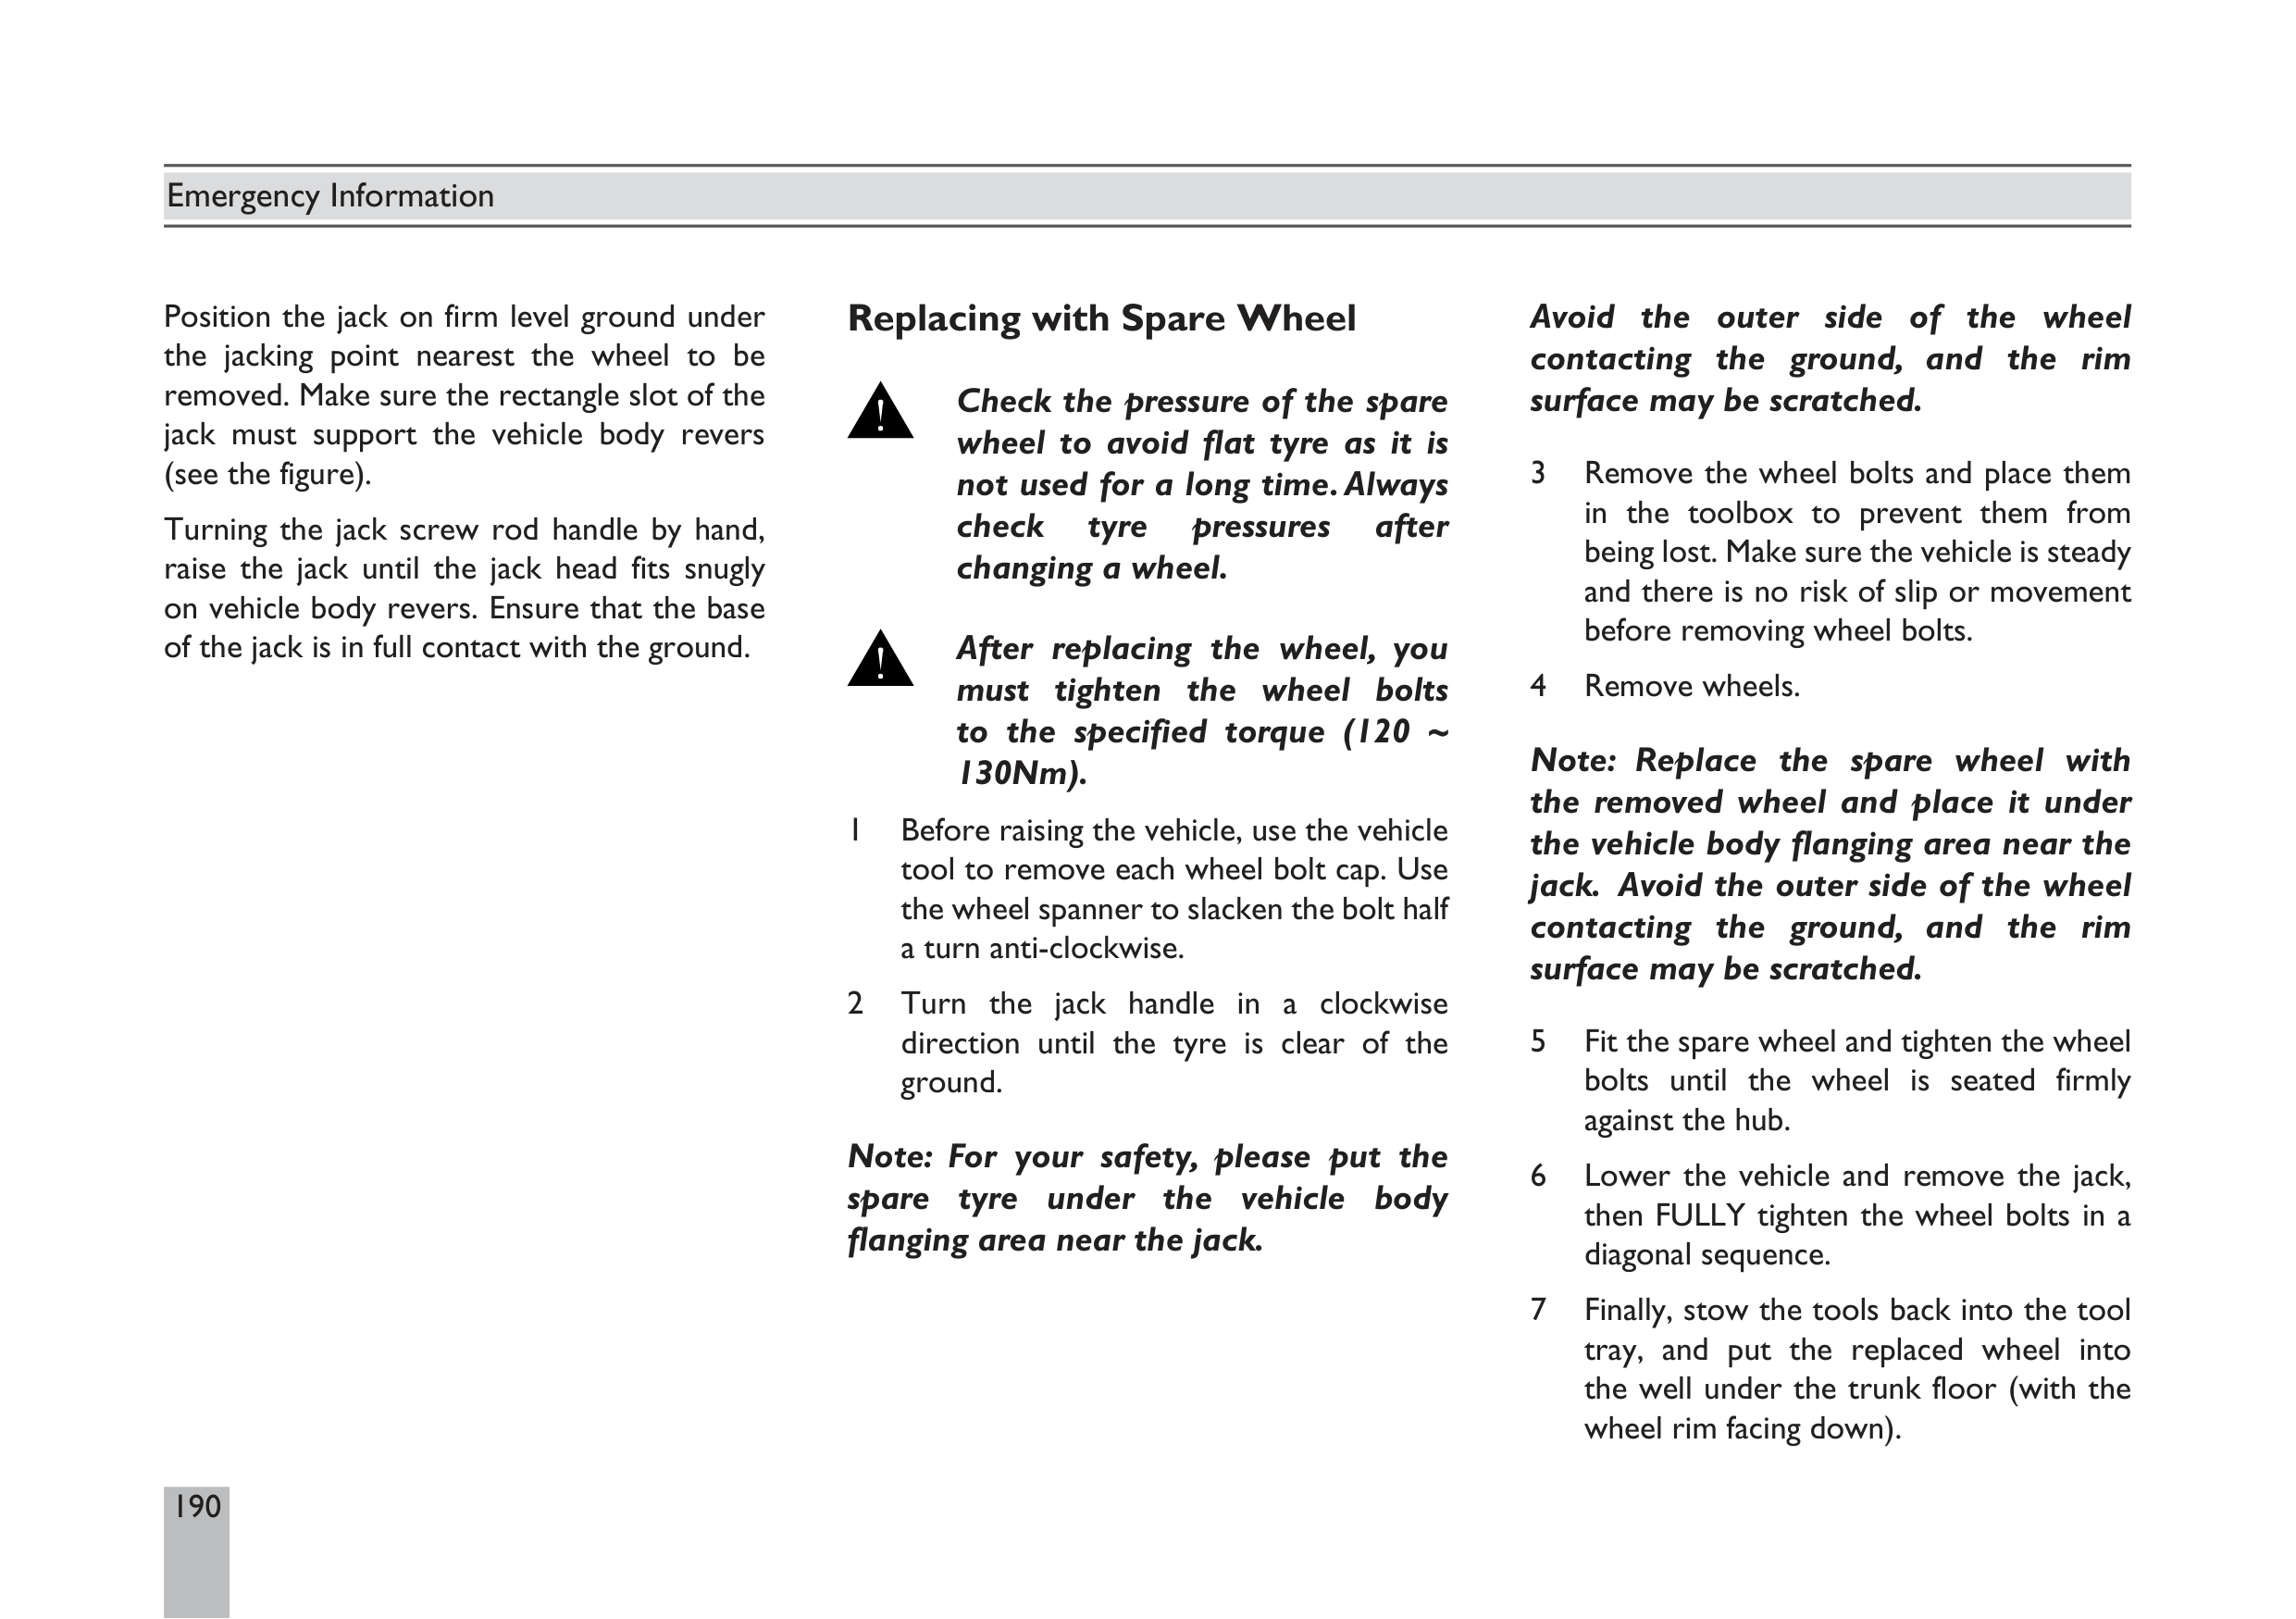 Emergency Information
Position the jack on firm level ground under
the jacking point nearest the wheel to be
removed. Make sure the rectangle slot of the
jack must support the vehicle body revers
(see the figure).
Turning the jack screw rod handle by hand,
raise the jack until the jack head fits snugly
on vehicle body revers. Ensure that the base
of the jack is in full contact with the ground.
Replacing with Spare Wheel
Check the pressure of the spare
wheel to avoid flat tyre as it is
not used for a long time. Always
check tyre pressures after
changing a wheel.
After replacing the wheel, you
must tighten the wheel bolts
to the specified torque (120 ~
130Nm).
1 Before raising the vehicle, use the vehicle
tool to remove each wheel bolt cap. Use
the wheel spanner to slacken the bolt half
a turn anti-clockwise.
2 Turn the jack handle in a clockwise
direction until the tyre is clear of the
ground.
Note: For your safety, please put the
spare tyre under the vehicle body
flanging area near the jack.
Avoid the outer side of the wheel
contacting the ground, and the rim
surface may be scratched.
3 Remove the wheel bolts and place them
in the toolbox to prevent them from
being lost. Make sure the vehicle is steady
and there is no risk of slip or movement
before removing wheel bolts.
4 Remove wheels.
Note: Replace the spare wheel with
the removed wheel and place it under
the vehicle body flanging area near the
jack. Avoid the outer side of the wheel
contacting the ground, and the rim
surface may be scratched.
5 Fit the spare wheel and tighten the wheel
bolts until the wheel is seated firmly
against the hub.
6 Lower the vehicle and remove the jack,
then FULLY tighten the wheel bolts in a
diagonal sequence.
7 Finally, stow the tools back into the tool
tray, and put the replaced wheel into
the well under the trunk floor (with the
wheel rim facing down).
190